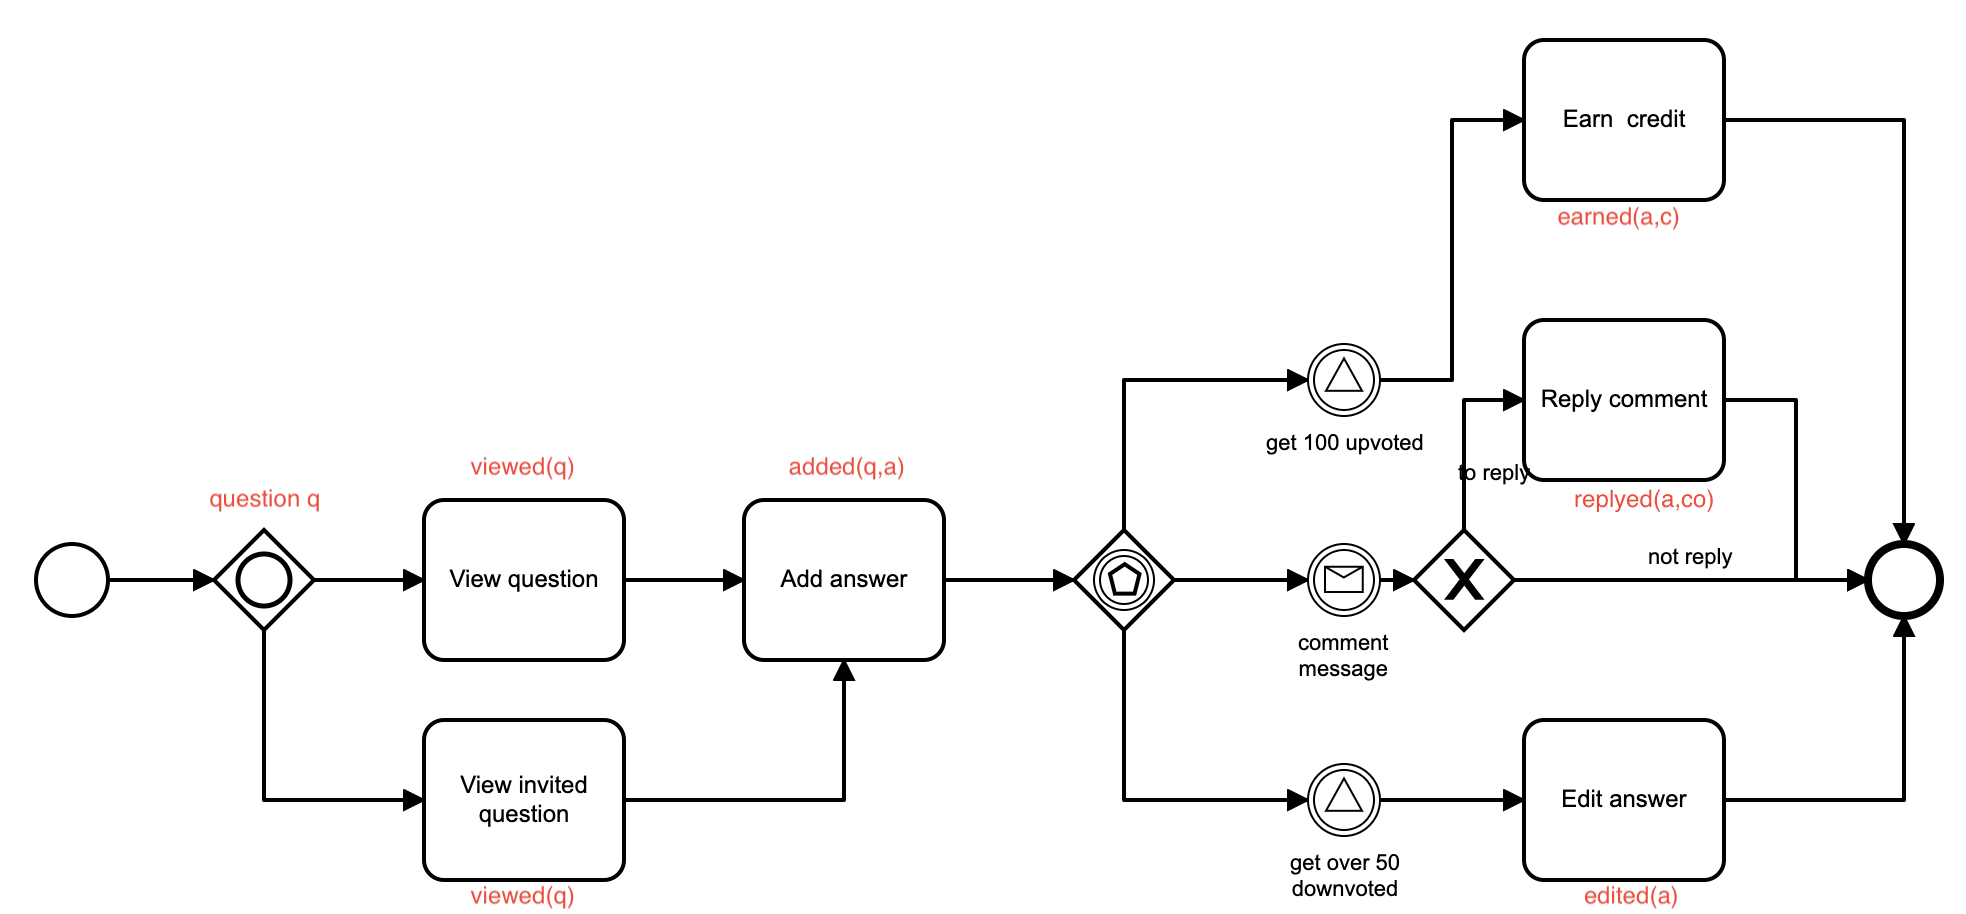 Earn  credit
earned(a,c)
Reply comment
get 100 upvoted
to reply
replyed(a,co)
viewed(q)
added(q,a)
question q
View question
Add answer
X
not reply
comment
message
View invited
question
Edit answer
get over 50
downvoted
viewed(q)
edited(a)